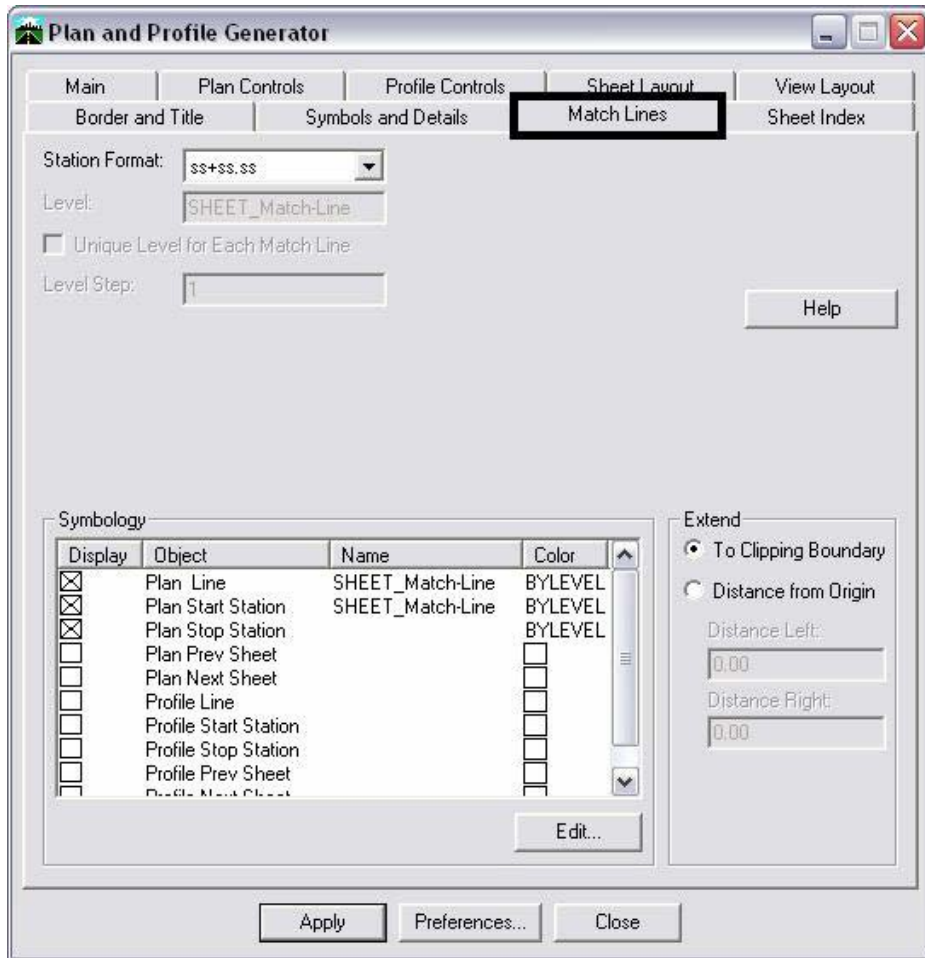 Plan and Profile Generator
Main Plan Controls Profile Controls Sheet Layout View Layout
Border and Title Symbols and Details Match Lines Sheet Index
Station Format: ss+ss.ss
Level: SHEET_Match-Line
Unique Level for Each Match Line
Level Step: 1
Help
Symbology
Display Object Name Color
Plan Line SHEET_Match-Line BYLEVEL
Plan Start Station SHEET_Match-Line BYLEVEL
Plan Stop Station BYLEVEL
Plan Prev Sheet
Plan Next Sheet
Profile Line
Profile Start Station
Profile Stop Station
Profile Prev Sheet
Profile Next Sheet
Edit...
Extend
To Clipping Boundary
Distance from Origin
Distance Left:
0.00
Distance Right:
0.00
Apply Preferences... Close